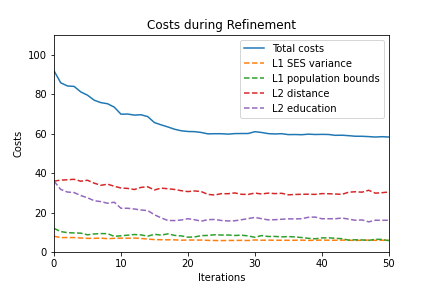 Costs during Refinement
Total costs
L1 SES variance
L1 population bounds
L2 distance
L2 education
Costs
100
80
60
40
20
0
0 10 20 30 40 50
Iterations